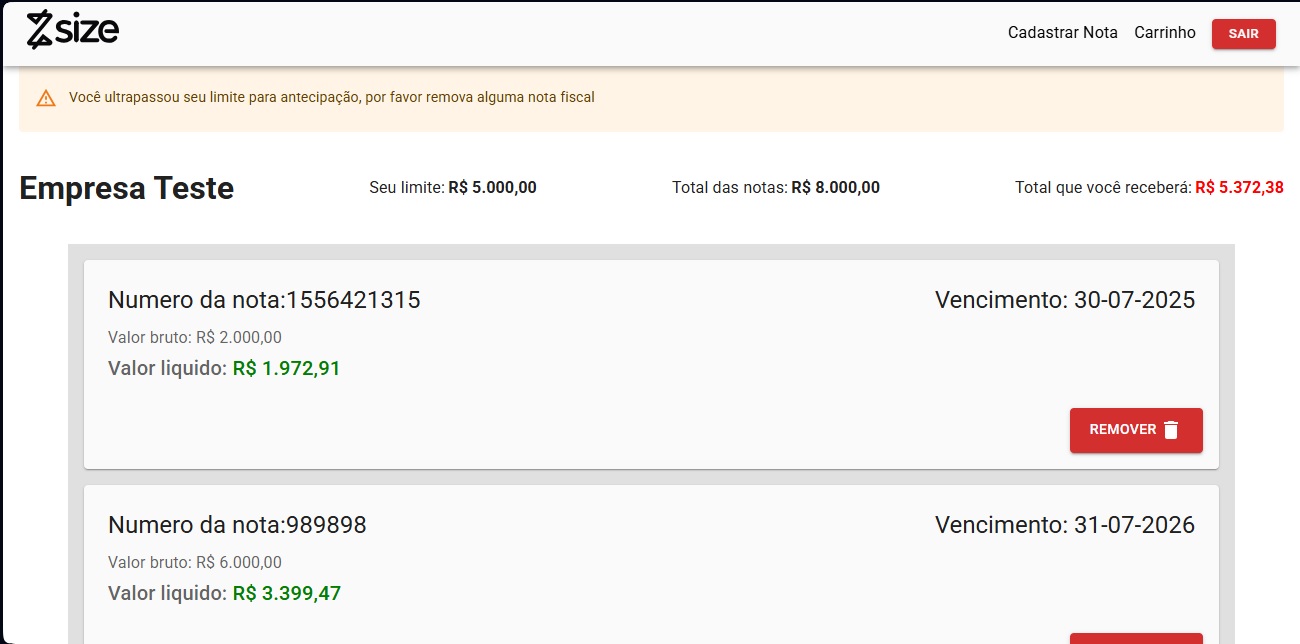 size
Cadastrar Nota Carrinho SAIR
Você ultrapassou seu limite para antecipação, por favor remova alguma nota fiscal
Empresa Teste Seu limite: R$ 5.000,00 Total das notas: R$ 8.000,00 Total que você receberá: R$ 5.372,38
Numero da nota:1556421315 Vencimento: 30-07-2025
Valor bruto: R$ 2.000,00
Valor liquido: R$ 1.972,91
REMOVER
Numero da nota:989898 Vencimento: 31-07-2026
Valor bruto: R$ 6.000,00
Valor liquido: R$ 3.399,47